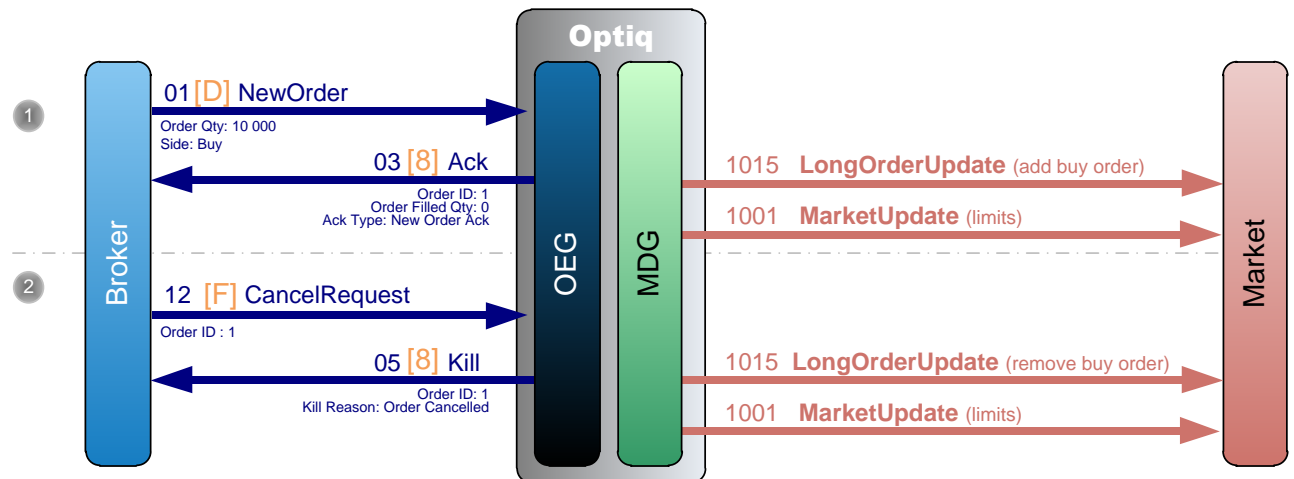 Optiq
Broker
OEG
MDG
Market
1
01 [D] NewOrder
Order Qty: 10 000
Side: Buy
03 [8] Ack
Order ID: 1
Order Filled Qty: 0
Ack Type: New Order Ack
1015 LongOrderUpdate (add buy order)
1001 MarketUpdate (limits)
2
12 [F] CancelRequest
Order ID : 1
05 [8] Kill
Order ID: 1
Kill Reason: Order Cancelled
1015 LongOrderUpdate (remove buy order)
1001 MarketUpdate (limits)